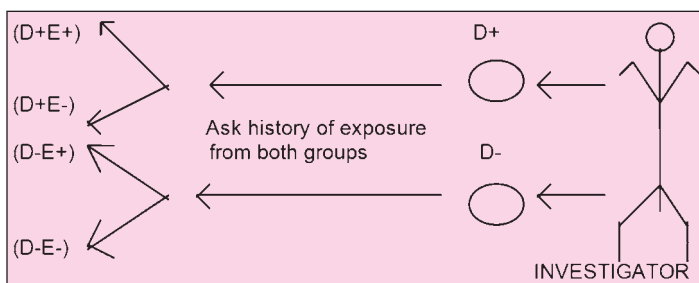 (D+E+)
D+
(D+E-)
Ask history of exposure
from both groups
(D-E+)
D-
(D-E-)
INVESTIGATOR